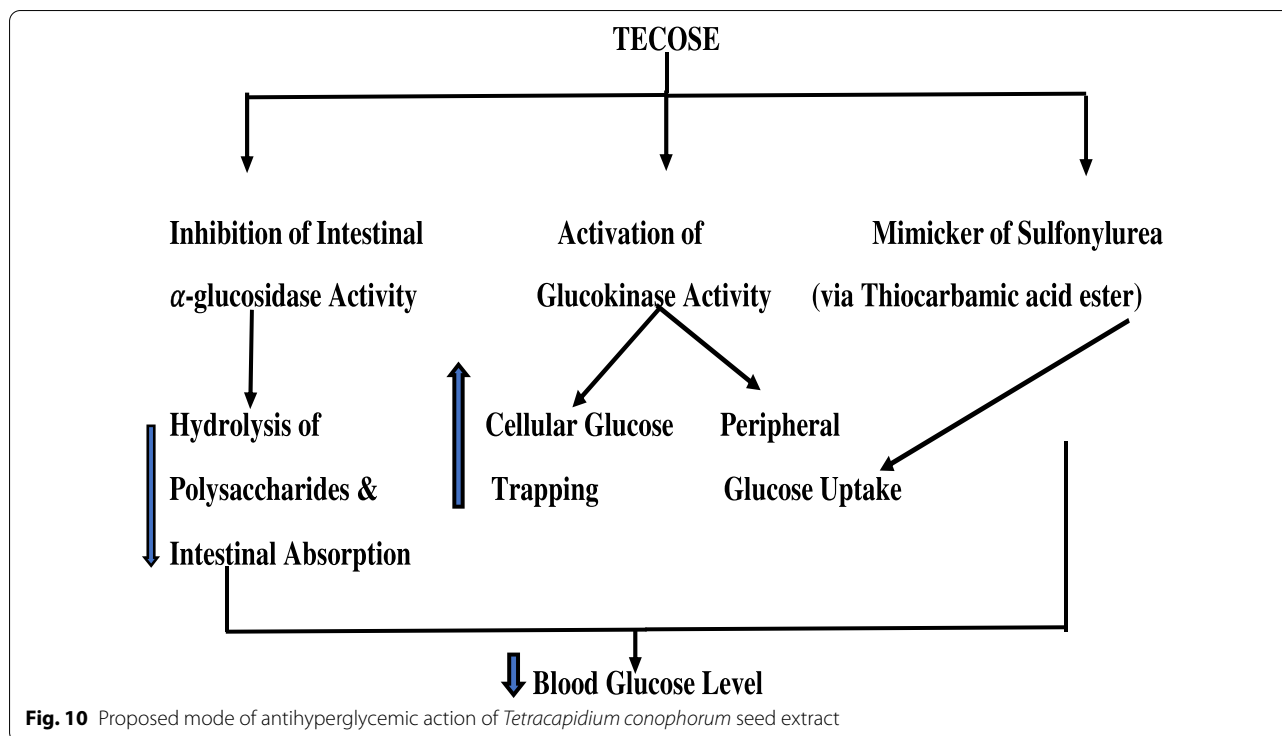 TECOSE
Inhibition of Intestinal
α-glucosidase Activity
Activation of
Glucokinase Activity
Mimicker of Sulfonylurea
(via Thiocarbamic acid ester)
Hydrolysis of
Polysaccharides &
Intestinal Absorption
Cellular Glucose
Trapping
Peripheral
Glucose Uptake
Blood Glucose Level
Fig. 10 Proposed mode of antihyperglycemic action of Tetracapidium conophorum seed extract